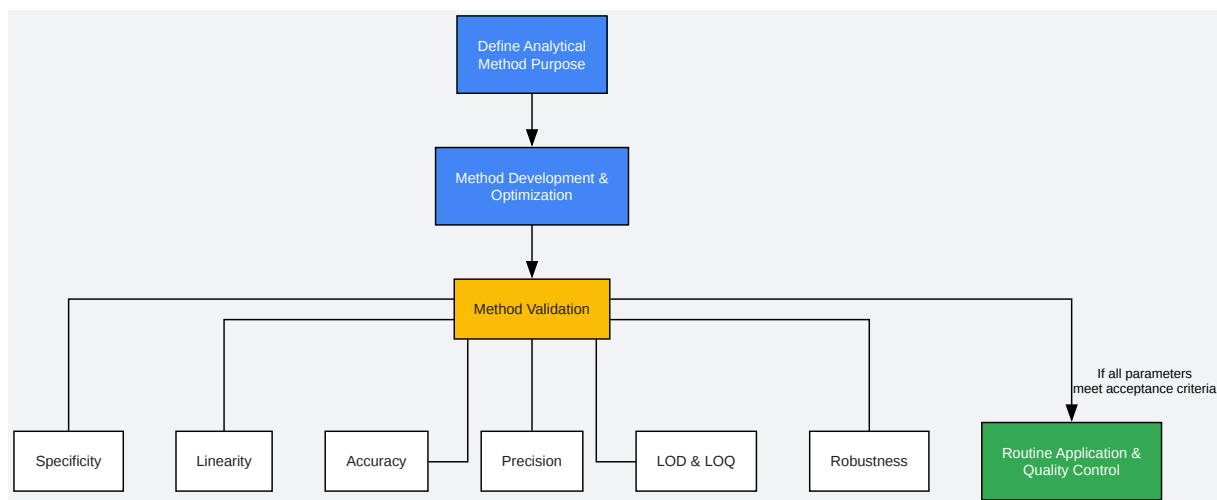 Define Analytical
Method Purpose
Method Development &
Optimization
Method Validation
If all parameters
meet acceptance criteria
Specificity
Linearity
Accuracy
Precision
LOD & LOQ
Robustness
Routine Application &
Quality Control